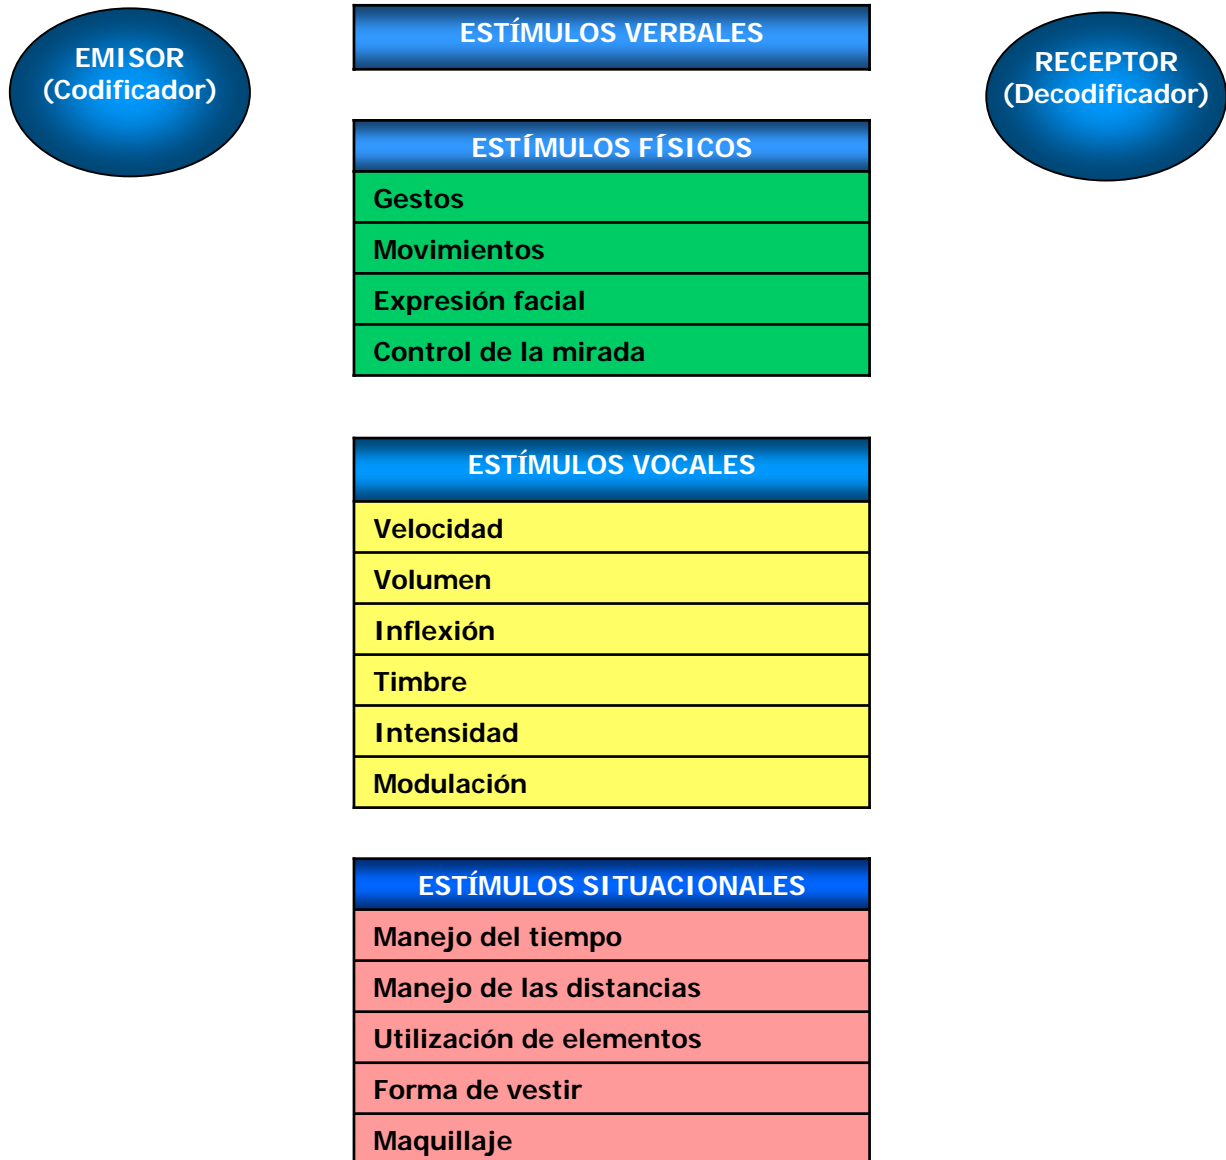 EMISOR
(Codificador)
ESTÍMULOS VERBALES
RECEPTOR
(Decodificador)
ESTÍMULOS FÍSICOS
Gestos
Movimientos
Expresión facial
Control de la mirada
ESTÍMULOS VOCALES
Velocidad
Volumen
Inflexión
Timbre
Intensidad
Modulación
ESTÍMULOS SITUACIONALES
Manejo del tiempo
Manejo de las distancias
Utilización de elementos
Forma de vestir
Maquillaje